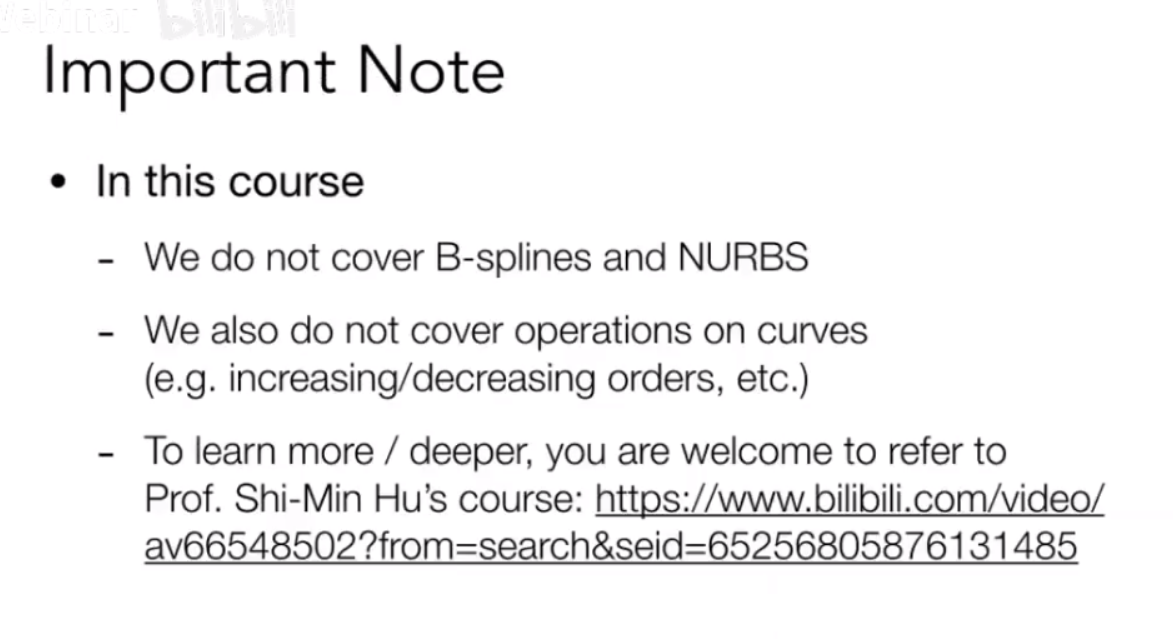 Webinar bilibili
Important Note
• In this course
- We do not cover B-splines and NURBS
- We also do not cover operations on curves
(e.g. increasing/decreasing orders, etc.)
- To learn more / deeper, you are welcome to refer to
Prof. Shi-Min Hu's course: https://www.bilibili.com/video/
av66548502?from=search&seid=65256805876131485